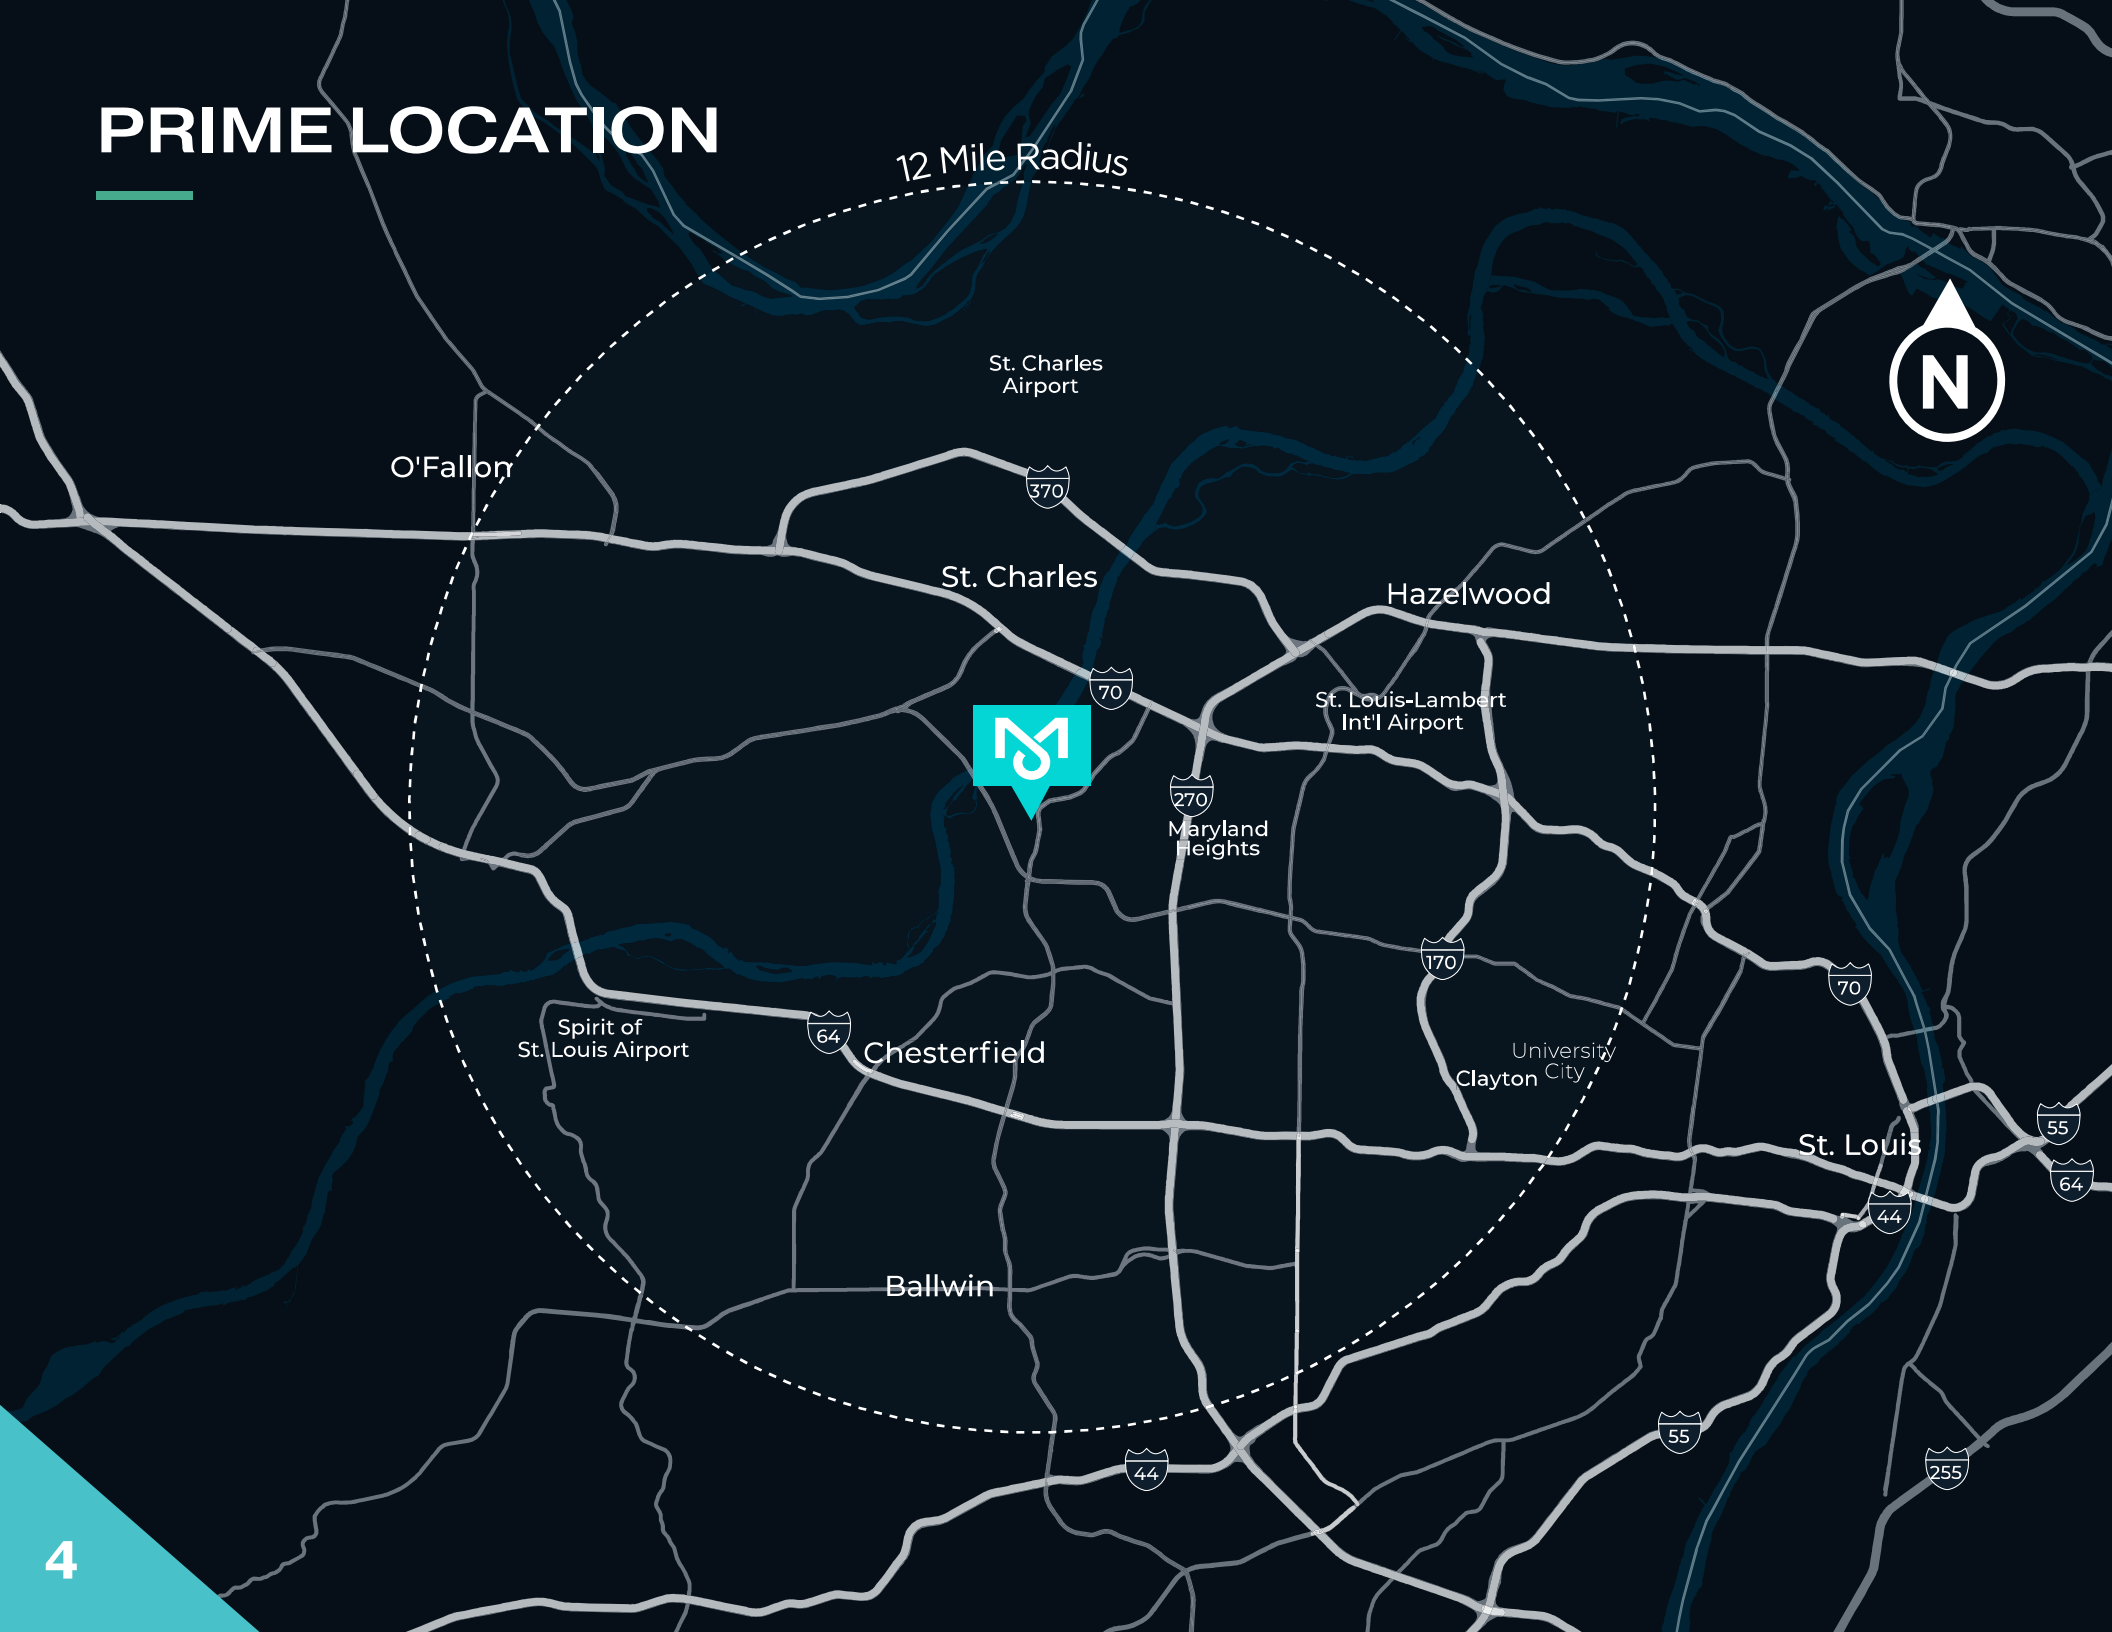 PRIME LOCATION
12 Mile Radius
St. Charles
Airport
N
O'Fallon
370
St. Charles
Hazelwood
70
St. Louis-Lambert
Int'l Airport
270
Maryland
Heights
170
70
Spirit of
St. Louis Airport
64
Chesterfield
University
City
Clayton
55
St. Louis
64
44
Ballwin
55
44
255
4